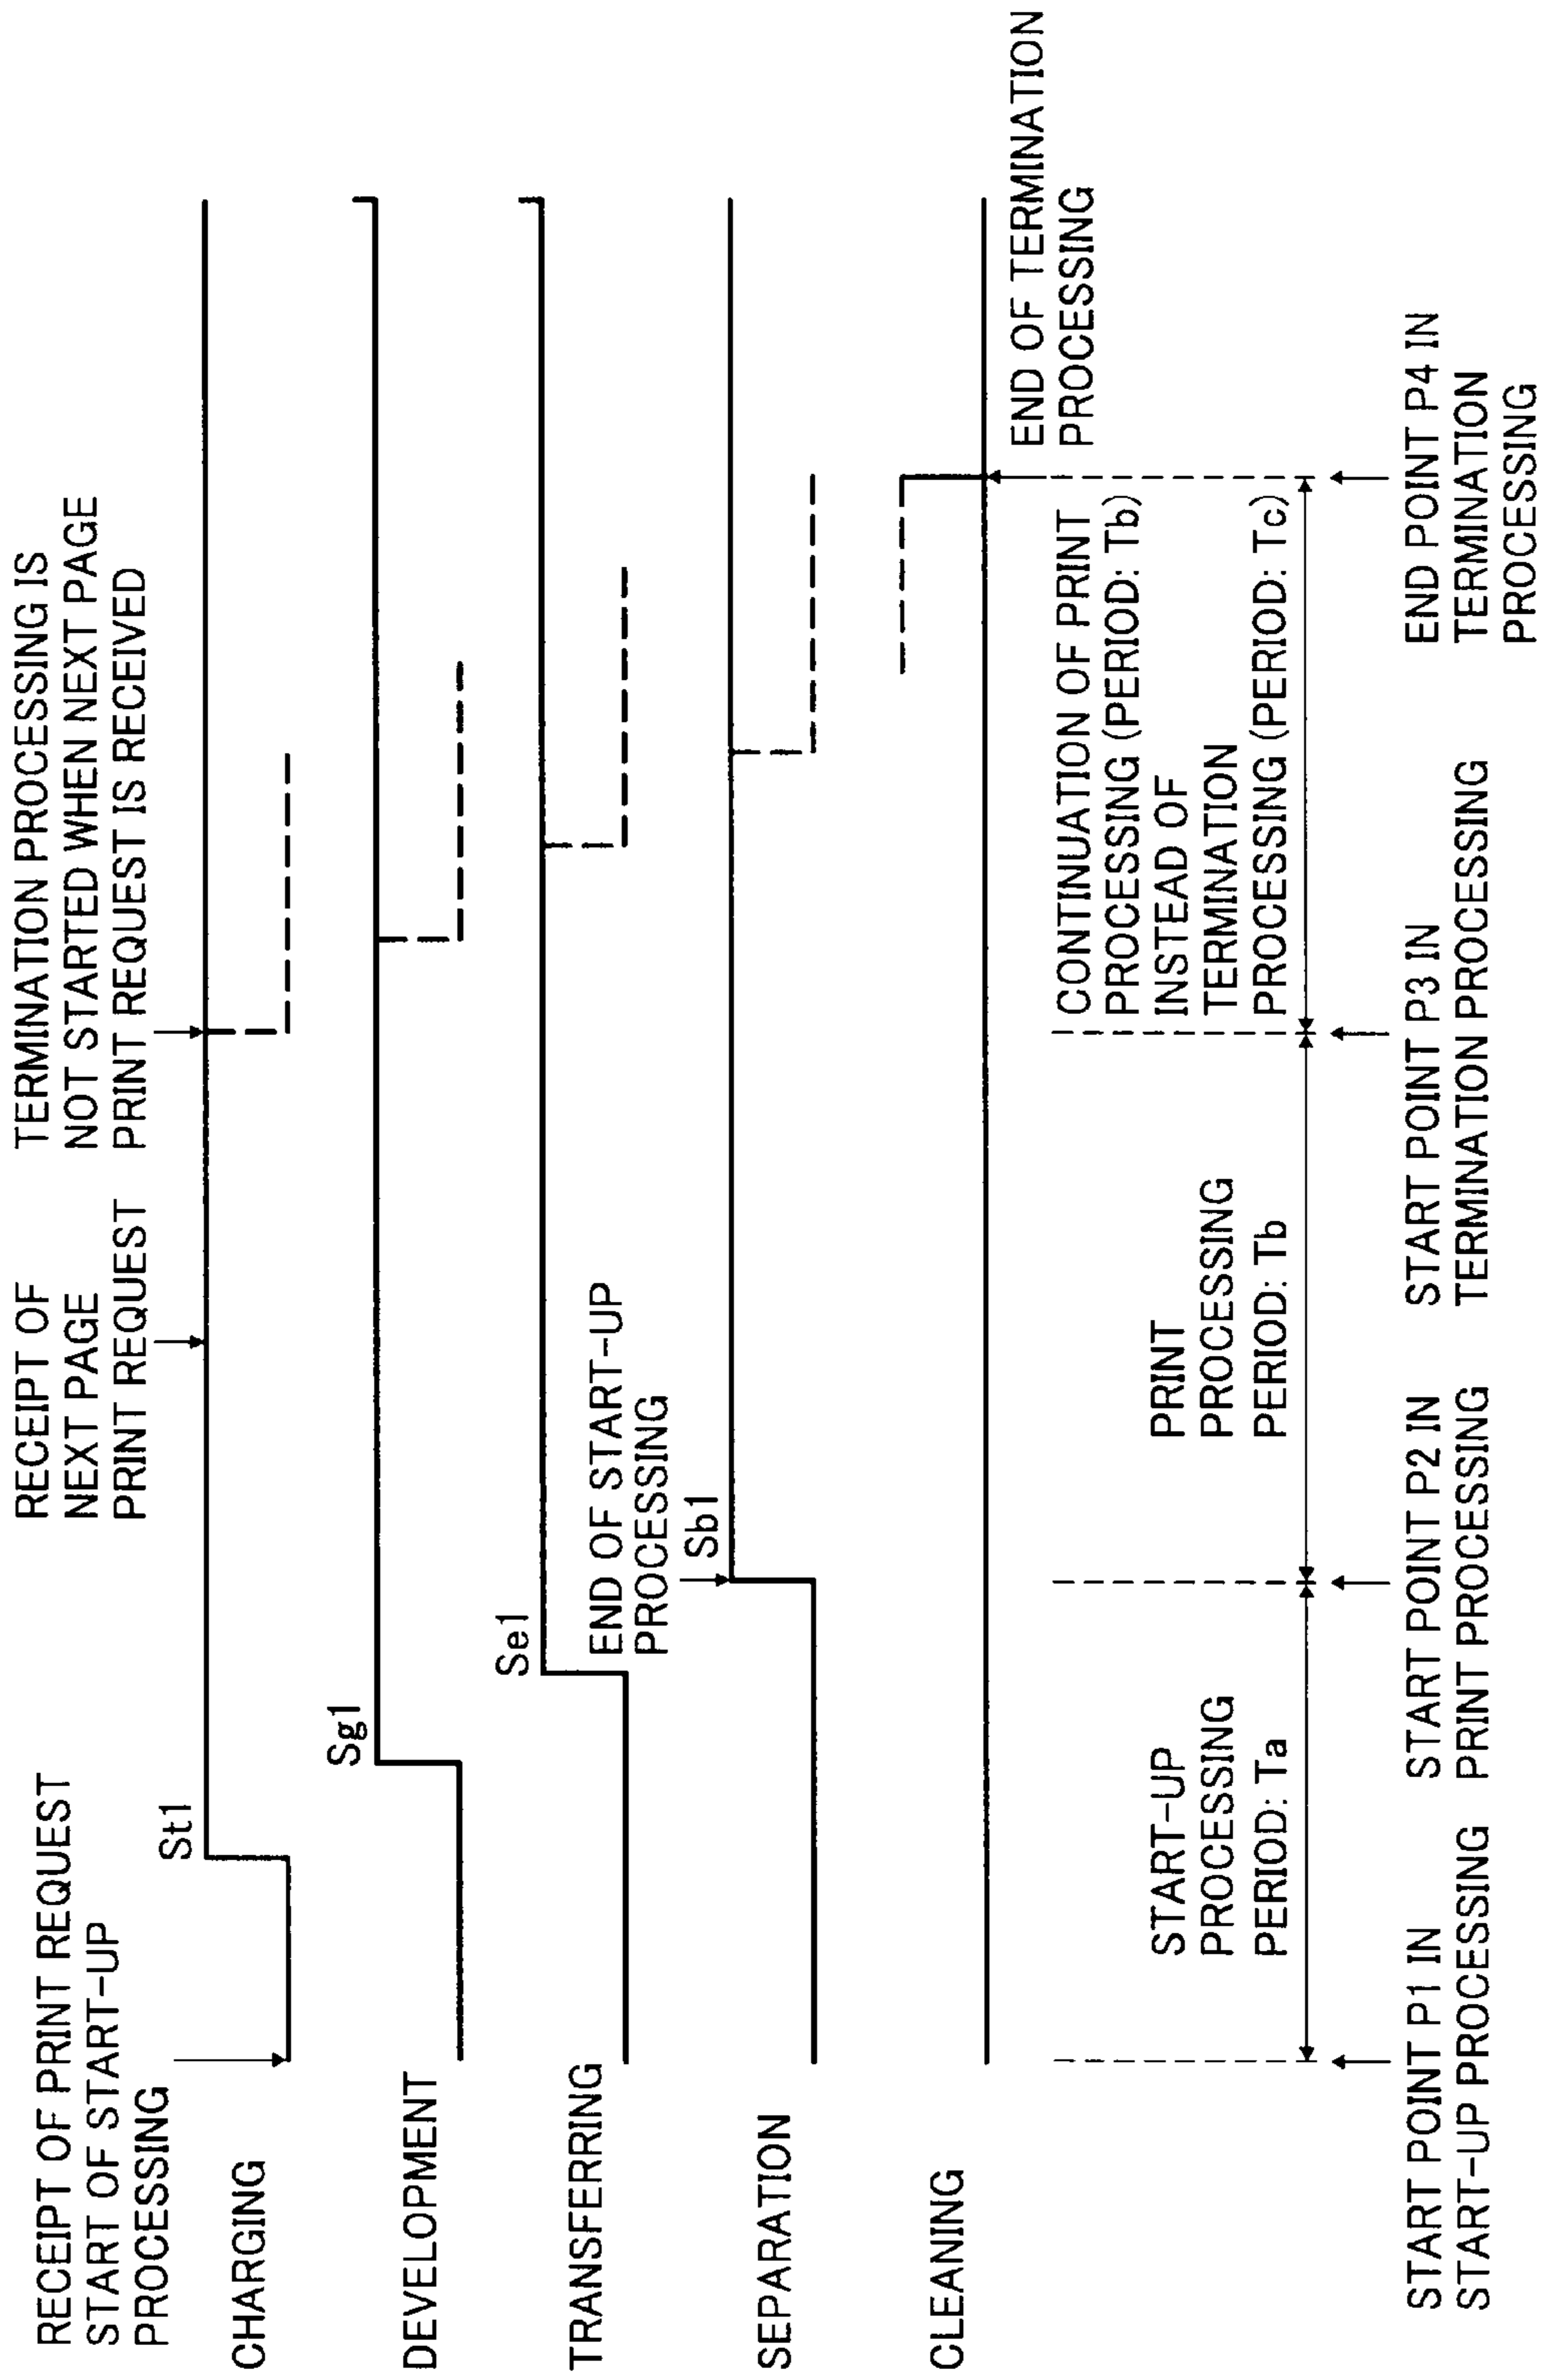 RECEIPT OF PRINT REQUEST
START OF START-UP
PROCESSING
RECEIPT OF
NEXT PAGE
PRINT REQUEST
TERMINATION PROCESSING IS
NOT STARTED WHEN NEXT PAGE
PRINT REQUEST IS RECEIVED
CHARGING
St1
DEVELOPMENT
Sg1
TRANSFERRING
Se1
END OF START-UP
PROCESSING
SEPARATION
Sb1
CLEANING
END OF TERMINATION
PROCESSING
START-UP
PROCESSING
PERIOD: Ta
PRINT
PROCESSING
PERIOD: Tb
CONTINUATION OF PRINT
PROCESSING (PERIOD: Tb)
INSTEAD OF
TERMINATION
PROCESSING (PERIOD: Tc)
START POINT P1 IN
START-UP PROCESSING
START POINT P2 IN
PRINT PROCESSING
START POINT P3 IN
TERMINATION PROCESSING
END POINT P4 IN
TERMINATION
PROCESSING